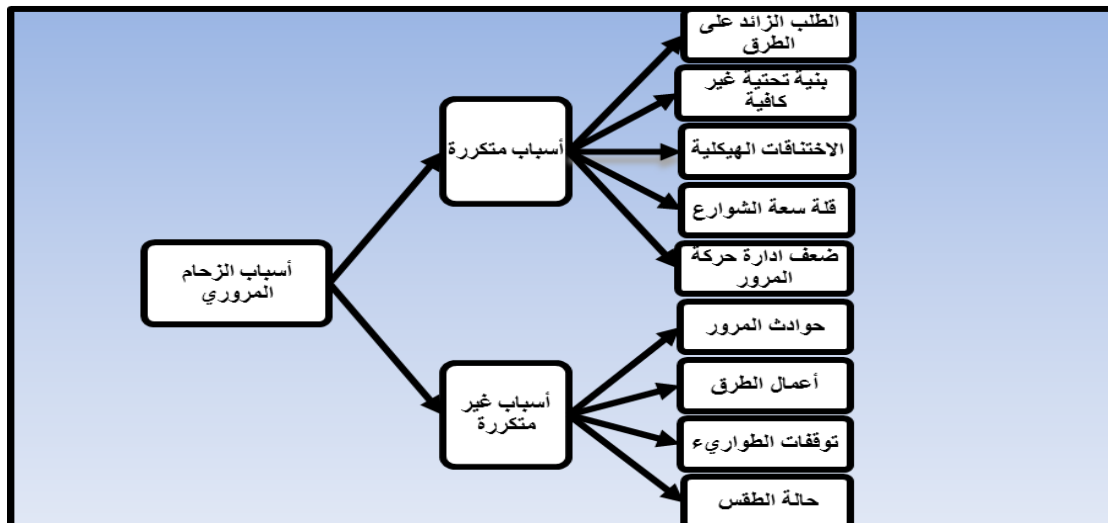 أسباب الزحام
المروري
أسباب متكررة
الطلب الزائد على
الطرق
بنية تحتية غير
كافية
الاختناقات الهيكلية
قلة سعة الشوارع
ضعف ادارة حركة
المرور
أسباب غير
متكررة
حوادث المرور
أعمال الطرق
توقفات الطواريء
حالة الطقس